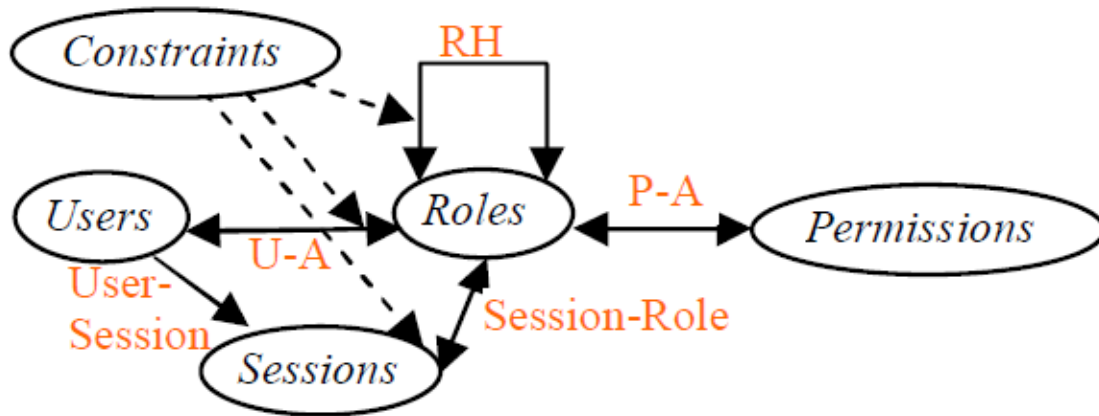 Constraints
RH
Users
U-A
Roles
P-A
Permissions
User-
Session
Session-Role
Sessions